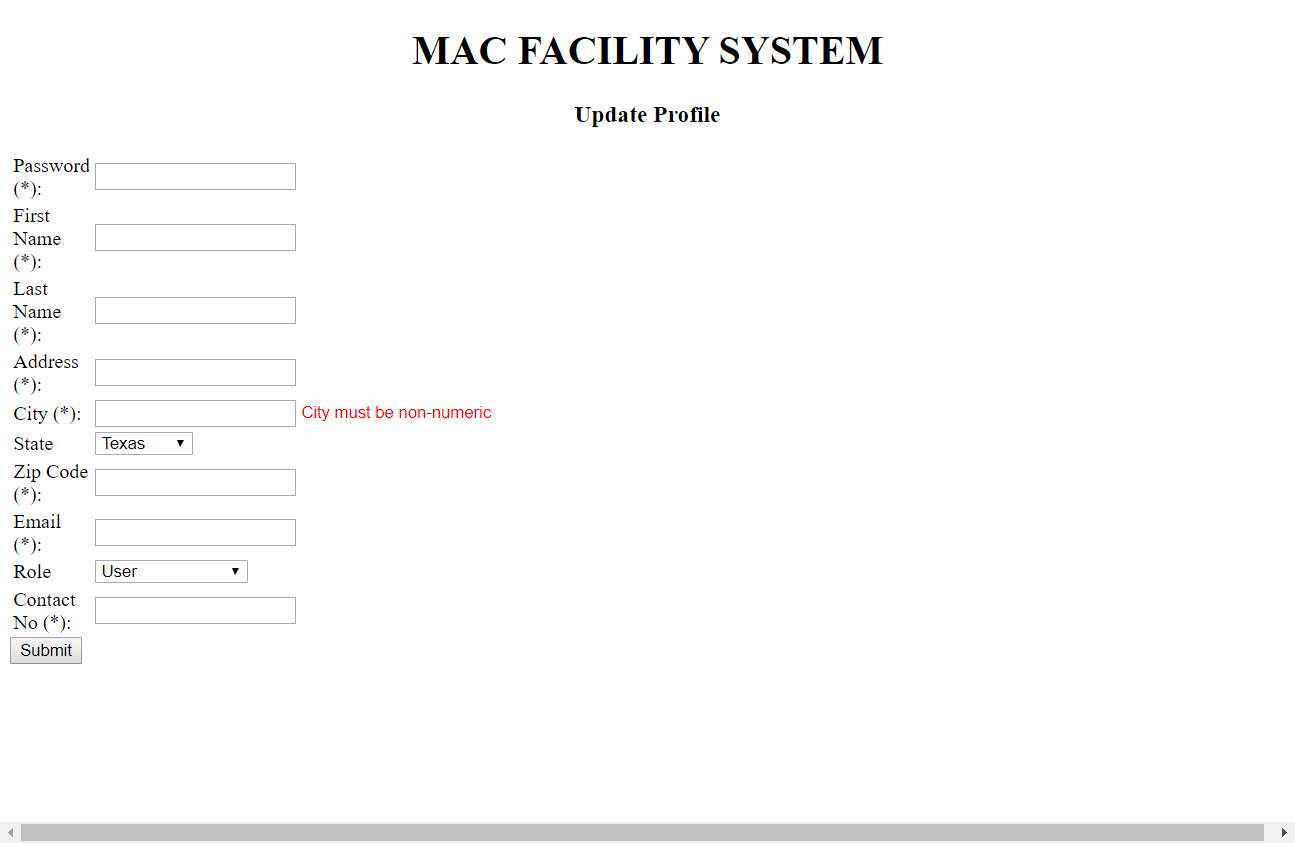 MAC FACILITY SYSTEM
Update Profile
Password
(*):
First
Name
(*):
Last
Name
(*):
Address
(*):
City (*):
City must be non-numeric
State
Texas
Zip Code
(*):
Email
(*):
Role
User
Contact
No (*):
Submit